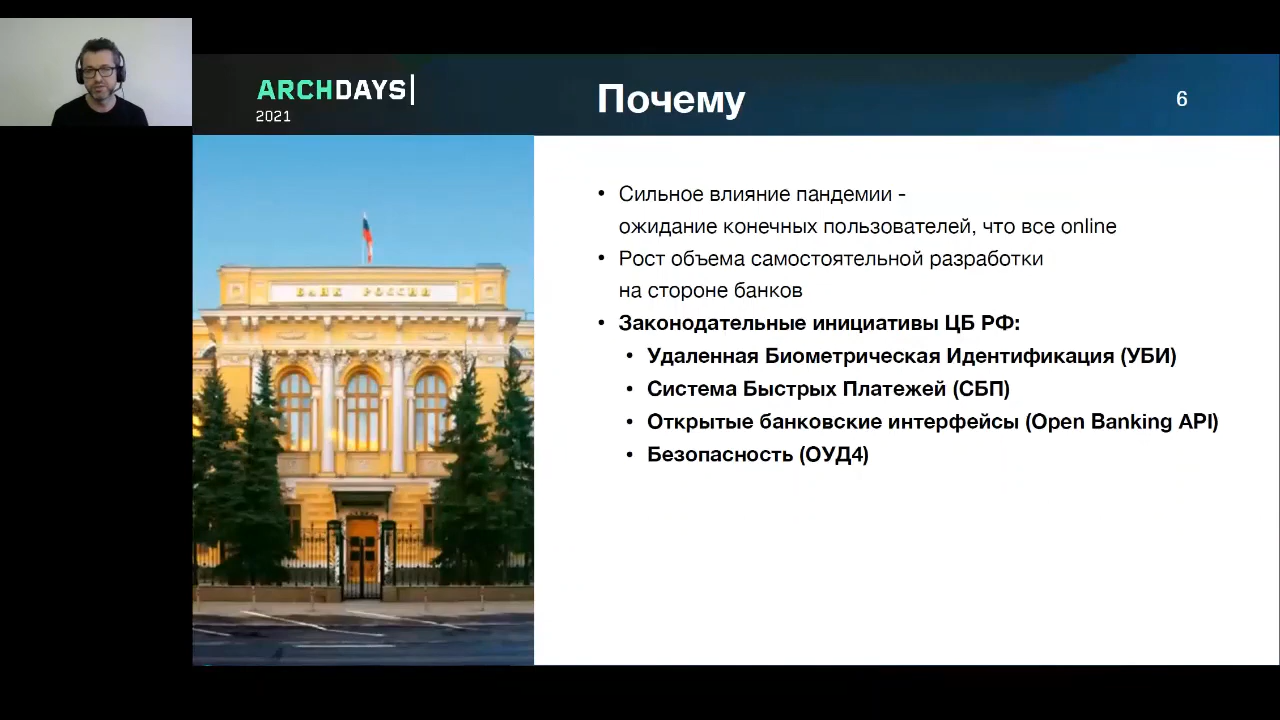 ARCHDAYS
2021
Почему
6
БАНК РОССИИ
• Сильное влияние пандемии -
ожидание конечных пользователей, что все online
• Рост объема самостоятельной разработки
на стороне банков
• Законодательные инициативы ЦБ РФ:
• Удаленная Биометрическая Идентификация (УБИ)
• Система Быстрых Платежей (СБП)
• Открытые банковские интерфейсы (Open Banking API)
• Безопасность (ОУД4)